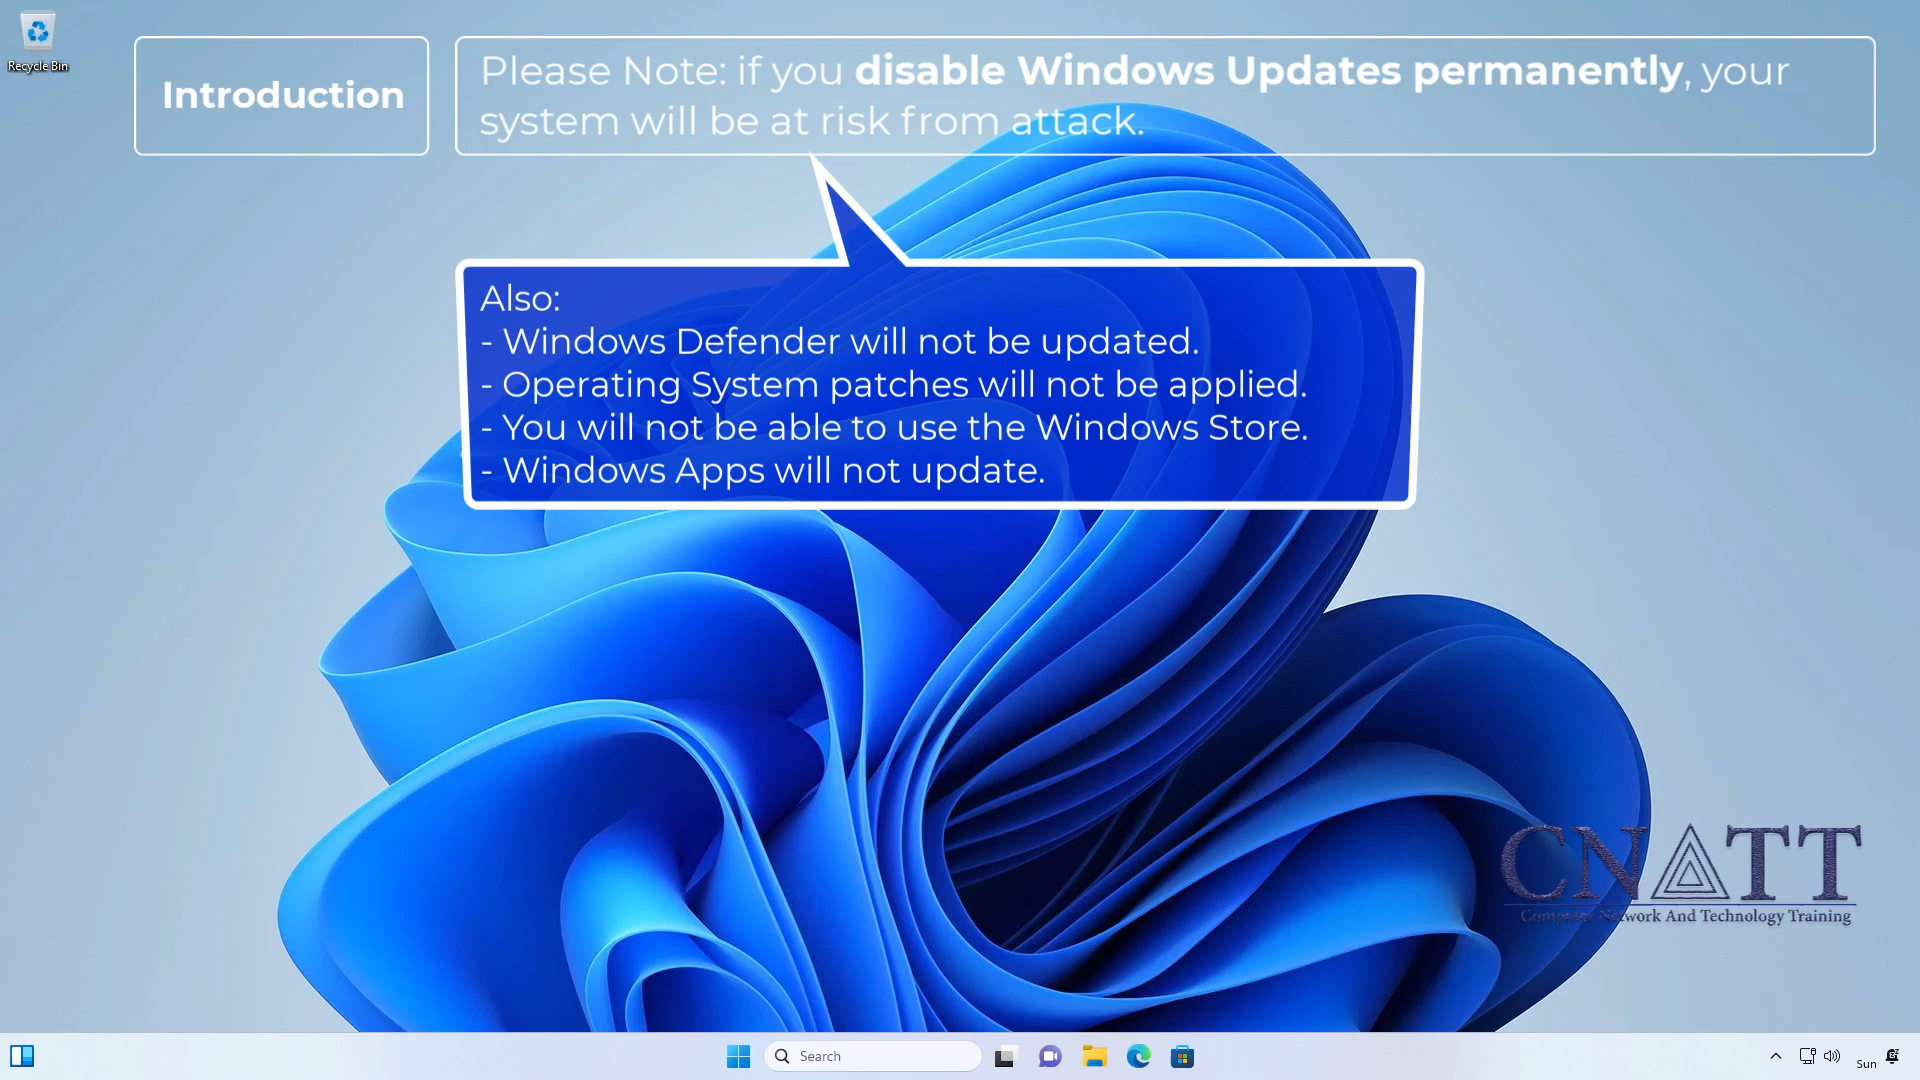 Recycle Bin
Introduction
Please Note: if you disable Windows Updates permanently, your
system will be at risk from attack.
Also:
- Windows Defender will not be updated.
- Operating System patches will not be applied.
- You will not be able to use the Windows Store.
- Windows Apps will not update.
CNATT
Computer Network And Technology Training
Search
Sun